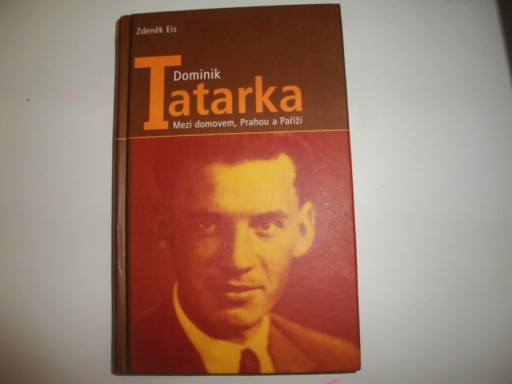 Zdeněk Eis
Dominik
Tatarka
Mezi domovem, Prahou a Paříží